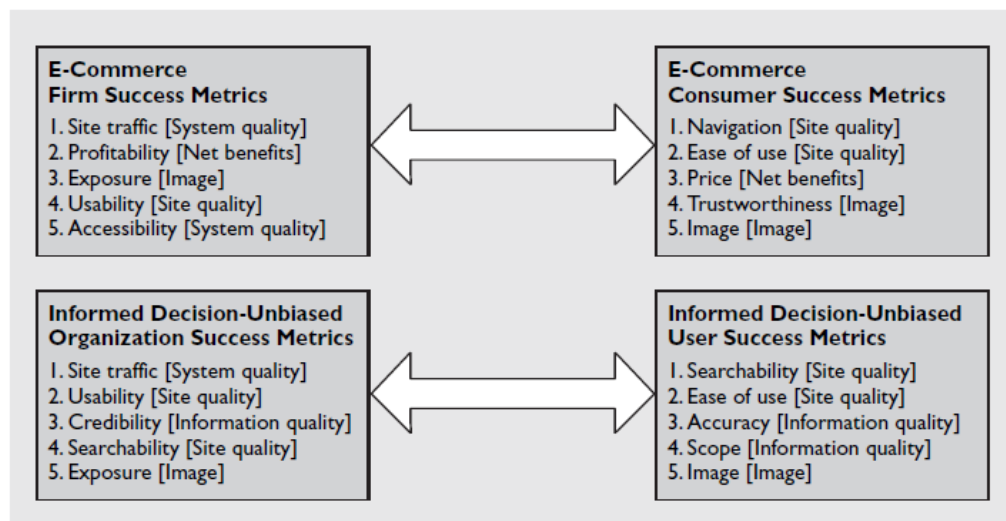 E-Commerce
Firm Success Metrics
1. Site traffic [System quality]
2. Profitability [Net benefits]
3. Exposure [Image]
4. Usability [Site quality]
5. Accessibility [System quality]
E-Commerce
Consumer Success Metrics
1. Navigation [Site quality]
2. Ease of use [Site quality]
3. Price [Net benefits]
4. Trustworthiness [Image]
5. Image [Image]
Informed Decision-Unbiased
Organization Success Metrics
1. Site traffic [System quality]
2. Usability [Site quality]
3. Credibility [Information quality]
4. Searchability [Site quality]
5. Exposure [Image]
Informed Decision-Unbiased
User Success Metrics
1. Searchability [Site quality]
2. Ease of use [Site quality]
3. Accuracy [Information quality]
4. Scope [Information quality]
5. Image [Image]